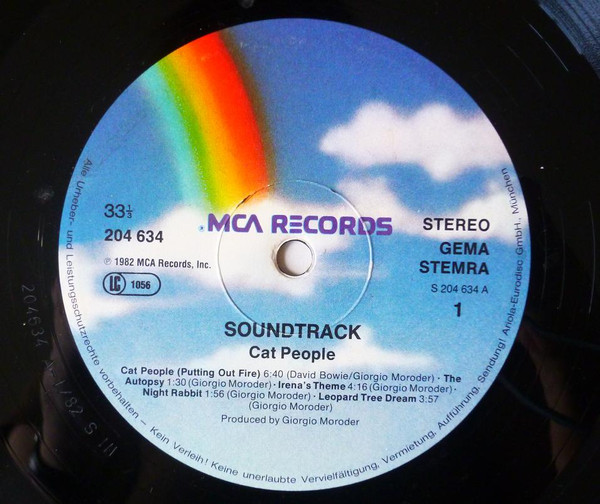 MCA RECORDS
33⅓
204 634
℗ 1982 MCA Records, Inc.
LC 1056
STEREO
GEMA
STEMRA
S 204 634 A
1
SOUNDTRACK
Cat People
Cat People (Putting Out Fire) 6:40 (David Bowie/Giorgio Moroder) · The
Autopsy 1:30 (Giorgio Moroder) · Irena's Theme 4:16 (Giorgio Moroder) ·
Night Rabbit 1:56 (Giorgio Moroder) · Leopard Tree Dream 3:57
(Giorgio Moroder)
Produced by Giorgio Moroder
Alle Urheber- und Leistungsschutzrechte vorbehalten – Kein Verleih! Keine unerlaubte Vervielfältigung, Vermietung, Aufführung, Sendung! Ariola-Eurodisc GmbH., München
204634